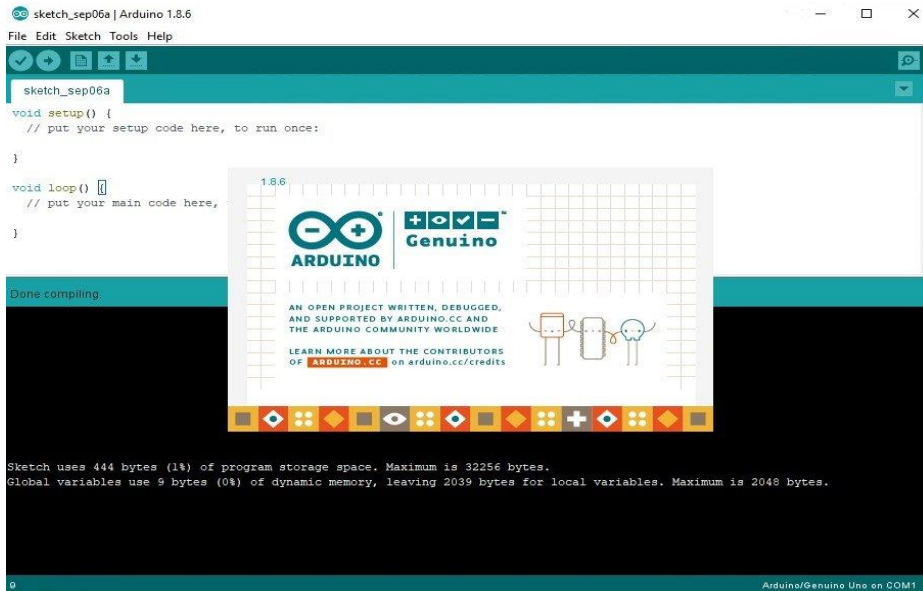 sketch_sep06a | Arduino 1.8.6
File Edit Sketch Tools Help
sketch_sep06a
void setup() {
// put your setup code here, to run once:
}
void loop() {
// put your main code here,
}
1.8.6
ARDUINO
Genuino
AN OPEN PROJECT WRITTEN, DEBUGGED,
AND SUPPORTED BY ARDUINO.CC AND
THE ARDUINO COMMUNITY WORLDWIDE
LEARN MORE ABOUT THE CONTRIBUTORS
OF ARDUINO.CC on arduino.cc/credits
Done compiling.
Sketch uses 444 bytes (1%) of program storage space. Maximum is 32256 bytes.
Global variables use 9 bytes (0%) of dynamic memory, leaving 2039 bytes for local variables. Maximum is 2048 bytes.
9
Arduino/Genuino Uno on COM1